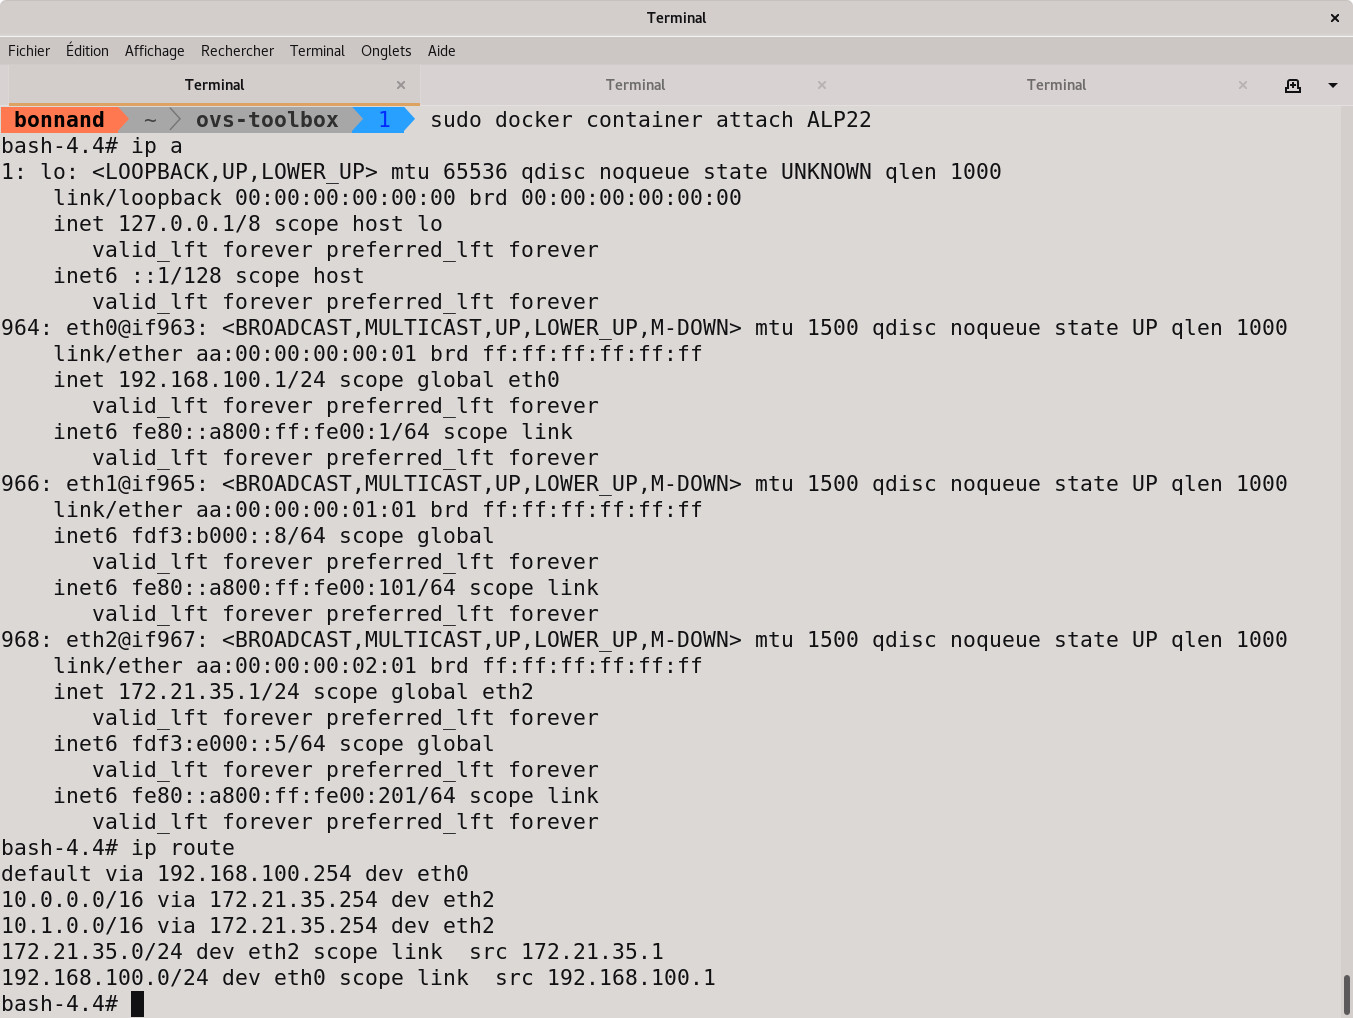 Terminal
Fichier Édition Affichage Rechercher Terminal Onglets Aide
Terminal Terminal Terminal
bonnand ~ ovs-toolbox 1 sudo docker container attach ALP22
bash-4.4# ip a
1: lo: <LOOPBACK,UP,LOWER_UP> mtu 65536 qdisc noqueue state UNKNOWN qlen 1000
    link/loopback 00:00:00:00:00:00 brd 00:00:00:00:00:00
    inet 127.0.0.1/8 scope host lo
       valid_lft forever preferred_lft forever
    inet6 ::1/128 scope host
       valid_lft forever preferred_lft forever
964: eth0@if963: <BROADCAST,MULTICAST,UP,LOWER_UP,M-DOWN> mtu 1500 qdisc noqueue state UP qlen 1000
    link/ether aa:00:00:00:00:01 brd ff:ff:ff:ff:ff:ff
    inet 192.168.100.1/24 scope global eth0
       valid_lft forever preferred_lft forever
    inet6 fe80::a800:ff:fe00:1/64 scope link
       valid_lft forever preferred_lft forever
966: eth1@if965: <BROADCAST,MULTICAST,UP,LOWER_UP,M-DOWN> mtu 1500 qdisc noqueue state UP qlen 1000
    link/ether aa:00:00:00:01:01 brd ff:ff:ff:ff:ff:ff
    inet6 fdf3:b000::8/64 scope global
       valid_lft forever preferred_lft forever
    inet6 fe80::a800:ff:fe00:101/64 scope link
       valid_lft forever preferred_lft forever
968: eth2@if967: <BROADCAST,MULTICAST,UP,LOWER_UP,M-DOWN> mtu 1500 qdisc noqueue state UP qlen 1000
    link/ether aa:00:00:00:02:01 brd ff:ff:ff:ff:ff:ff
    inet 172.21.35.1/24 scope global eth2
       valid_lft forever preferred_lft forever
    inet6 fdf3:e000::5/64 scope global
       valid_lft forever preferred_lft forever
    inet6 fe80::a800:ff:fe00:201/64 scope link
       valid_lft forever preferred_lft forever
bash-4.4# ip route
default via 192.168.100.254 dev eth0
10.0.0.0/16 via 172.21.35.254 dev eth2
10.1.0.0/16 via 172.21.35.254 dev eth2
172.21.35.0/24 dev eth2 scope link  src 172.21.35.1
192.168.100.0/24 dev eth0 scope link  src 192.168.100.1
bash-4.4#